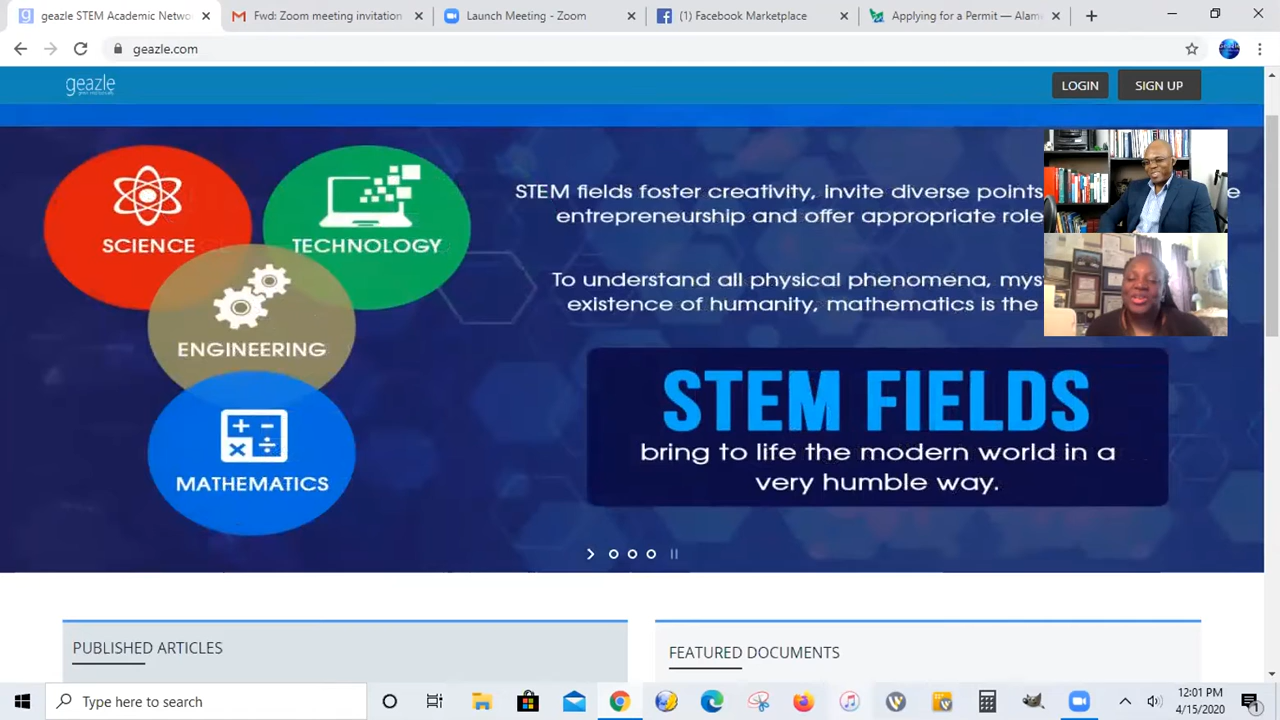 geazle STEM Academic Netwo
Fwd: Zoom meeting invitation
Launch Meeting - Zoom
(1) Facebook Marketplace
Applying for a Permit — Alam
geazle.com
geazle
LOGIN
SIGN UP
SCIENCE
TECHNOLOGY
ENGINEERING
MATHEMATICS
STEM fields foster creativity, invite diverse points
entrepreneurship and offer appropriate role
To understand all physical phenomena, mys
existence of humanity, mathematics is the
STEM FIELDS
bring to life the modern world in a
very humble way.
PUBLISHED ARTICLES
FEATURED DOCUMENTS
Type here to search
12:01 PM
4/15/2020